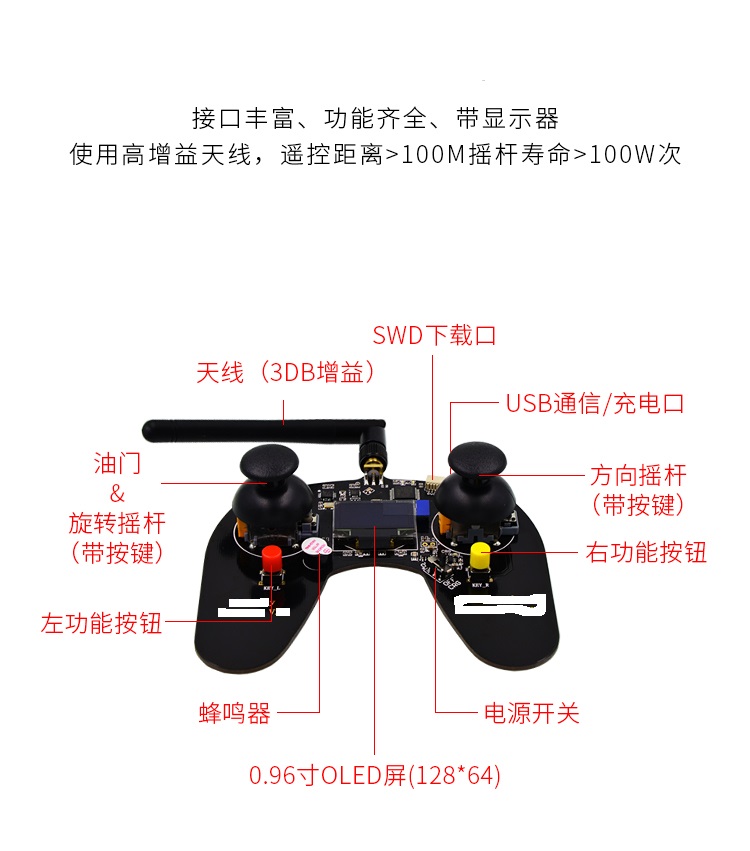 接口丰富、功能齐全、带显示器
使用高增益天线，遥控距离>100M摇杆寿命>100W次
SWD下载口
天线（3DB增益）
USB通信/充电口
油门
&
旋转摇杆
（带按键）
方向摇杆
（带按键）
右功能按钮
KEY_L
KEY_R
左功能按钮
蜂鸣器
电源开关
0.96寸OLED屏(128*64)